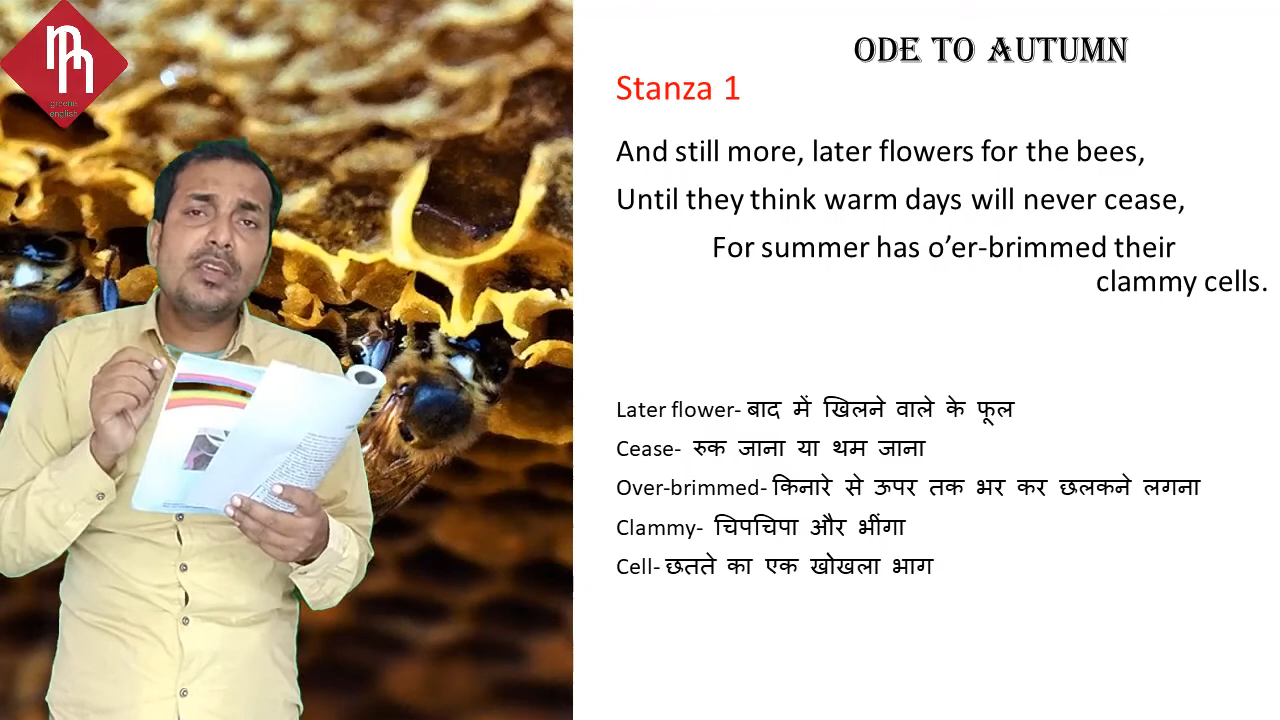 greene
english
ODE TO AUTUMN
Stanza 1
And still more, later flowers for the bees,
Until they think warm days will never cease,
For summer has o’er-brimmed their
clammy cells.
Later flower- बाद में खिलने वाले के फूल
Cease- रुक जाना या थम जाना
Over-brimmed- किनारे से ऊपर तक भर कर छलकने लगना
Clammy- चिपचिपा और भींगा
Cell- छतते का एक खोखला भाग